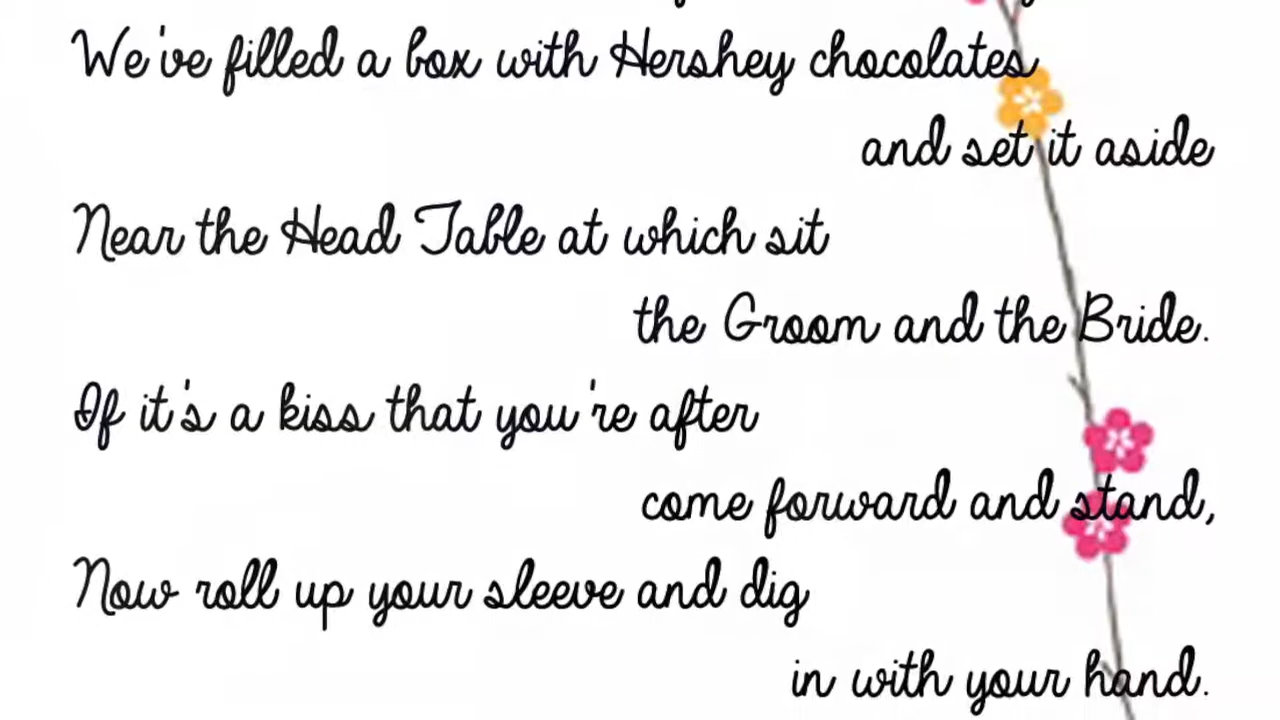 We've filled a box with Hershey chocolates
and set it aside
Near the Head Table at which sit
the Groom and the Bride.
If it's a kiss that you're after
come forward and stand,
Now roll up your sleeve and dig
in with your hand.